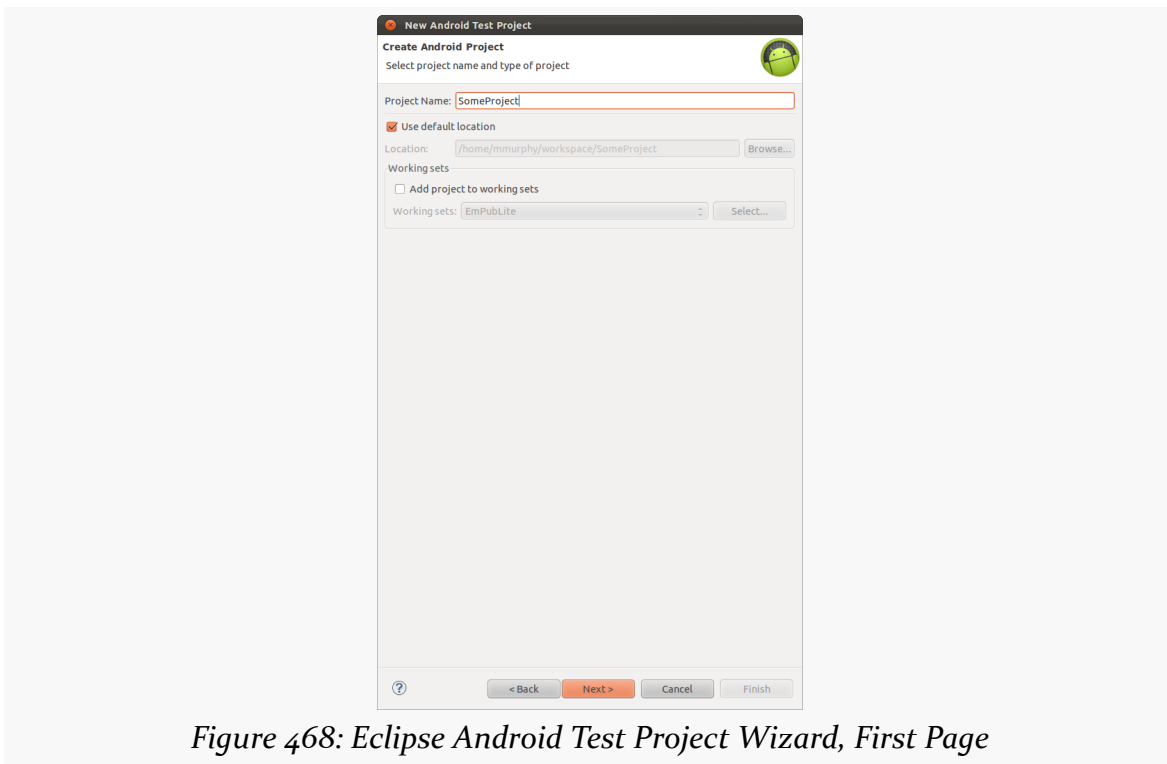 New Android Test Project
Create Android Project
Select project name and type of project
Project Name: SomeProject
Use default location
Location: /home/mmurphy/workspace/SomeProject Browse...
Working sets
Add project to working sets
Working sets: EmPubLite Select...
? < Back Next > Cancel Finish
Figure 468: Eclipse Android Test Project Wizard, First Page